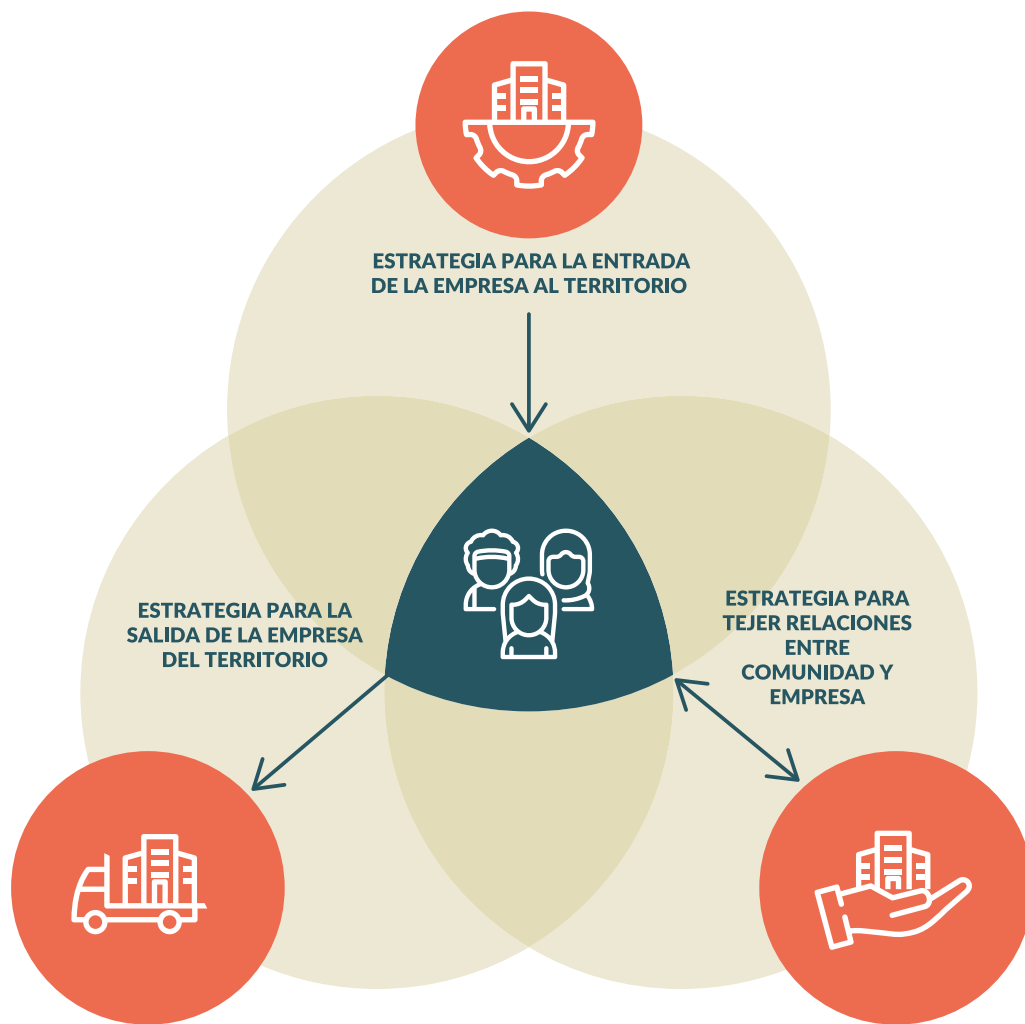 ESTRATEGIA PARA LA ENTRADA
DE LA EMPRESA AL TERRITORIO
ESTRATEGIA PARA LA
SALIDA DE LA EMPRESA
DEL TERRITORIO
ESTRATEGIA PARA
TEJER RELACIONES
ENTRE
COMUNIDAD Y
EMPRESA